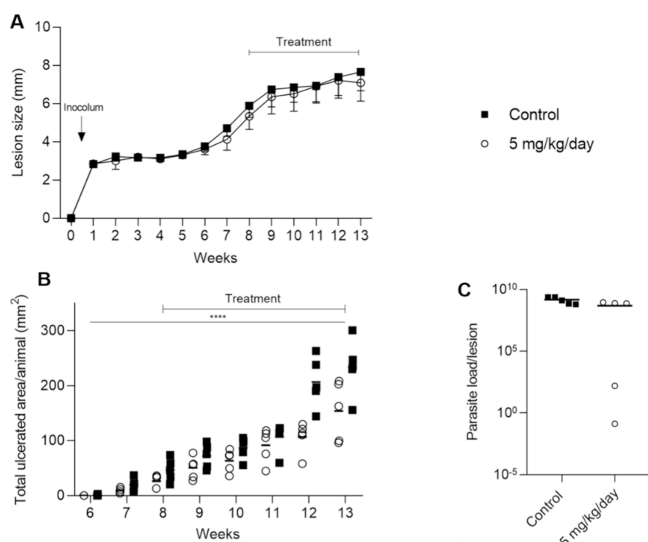 A
Treatment
Inocolum
Lesion size (mm)
8
6
4
2
0
0 1 2 3 4 5 6 7 8 9 10 11 12 13
Weeks
Control
5 mg/kg/day
B
Treatment
****
Total ulcerated area/animal (mm²)
300
200
100
0
6 7 8 9 10 11 12 13
Weeks
C
Parasite load/lesion
10¹⁰
10⁵
10⁰
10⁻⁵
Control
5 mg/kg/day